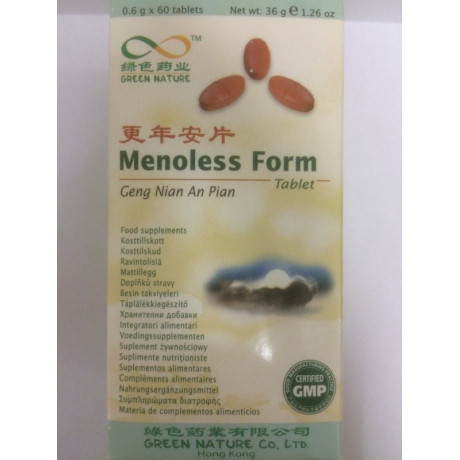 0.6 g x 60 tablets Net Wt: 36 g ℮ 1.26 oz
TM
绿色药业
GREEN NATURE
更年安片
Menoless Form
Tablet
Geng Nian An Pian
Food supplements
Kosttillskott
Kosttilskud
Ravintolisiä
Mattillegg
Doplňků stravy
Besin takviyeleri
Táplálékkiegészítő
Хранителни добавки
Integratori alimentari
Voedingssupplementen
Suplement żywnościowy
Suplimente nutriționiste
Suplementos alimentares
Compléments alimentaires
Nahrungsergänzungsmittel
Συμπληρώματα διατροφής
Materia de complementos alimenticios
CERTIFIED
GMP
綠色藥業有限公司
GREEN NATURE CO., LTD.
Hong Kong